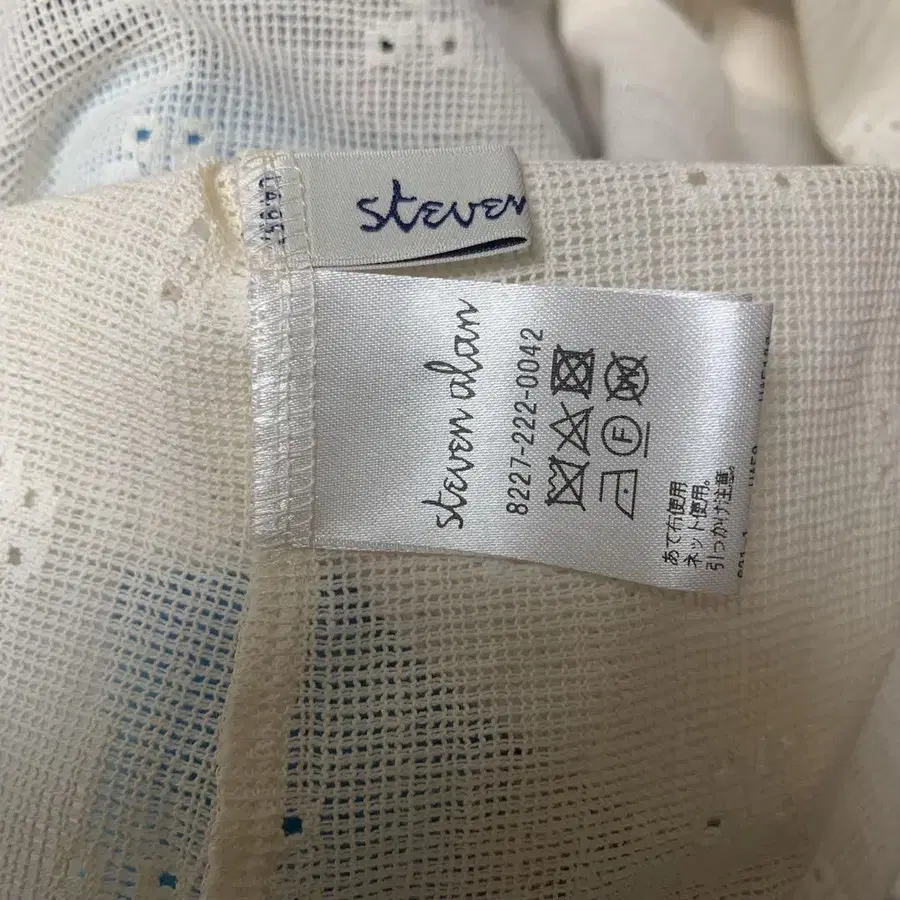 steven
steven alan
8227-222-0042
F
あて布使用
ネット使用。
引っかけ注意。